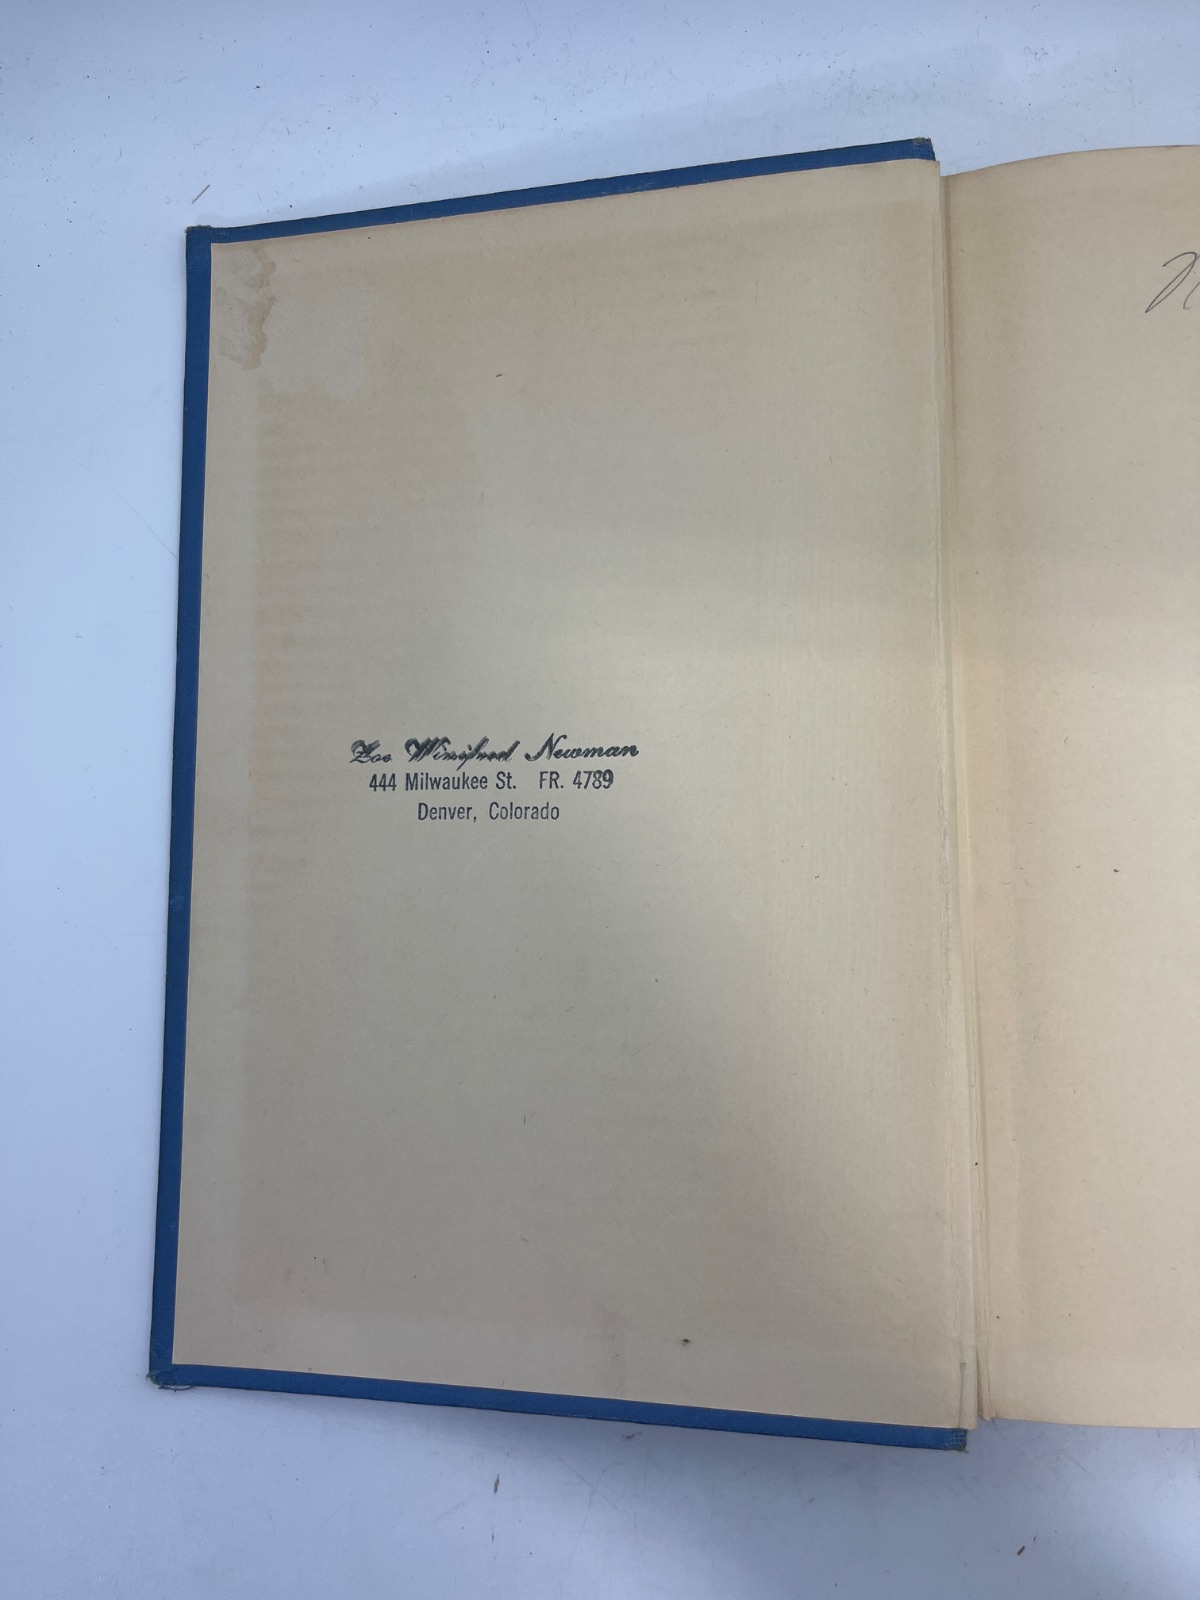 Zoe Winifred Newman
444 Milwaukee St. FR. 4789
Denver, Colorado